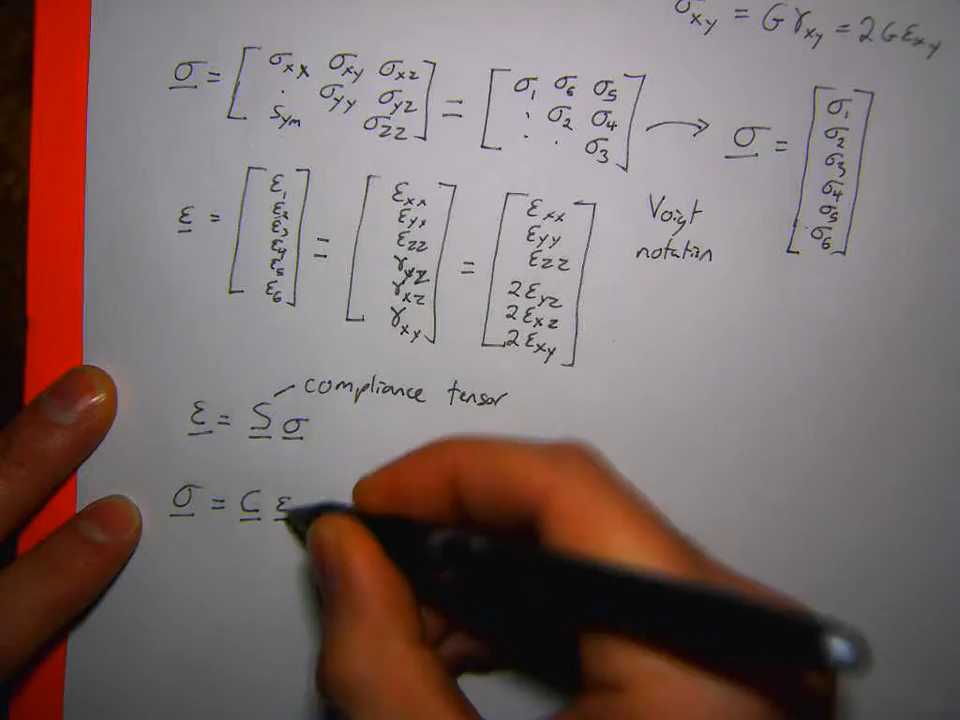 σxy = Gγxy = 2Gεxy
σ = [σxx σxy σxz] = [σ1 σ6 σ5] → σ = [σ1
. σyy σyz . σ2 σ4 σ2
sym σzz . . σ3 σ3
σ4
σ5
σ6]
ε = [ε1 = [εxx = [εxx Voigt
ε2 εyx εyy notation
ε3 εzz εzz
ε4 γyz 2εyz
ε5 γxz 2εxz
ε6] γxy] 2εxy]
ε = S σ compliance tensor
σ = C ε